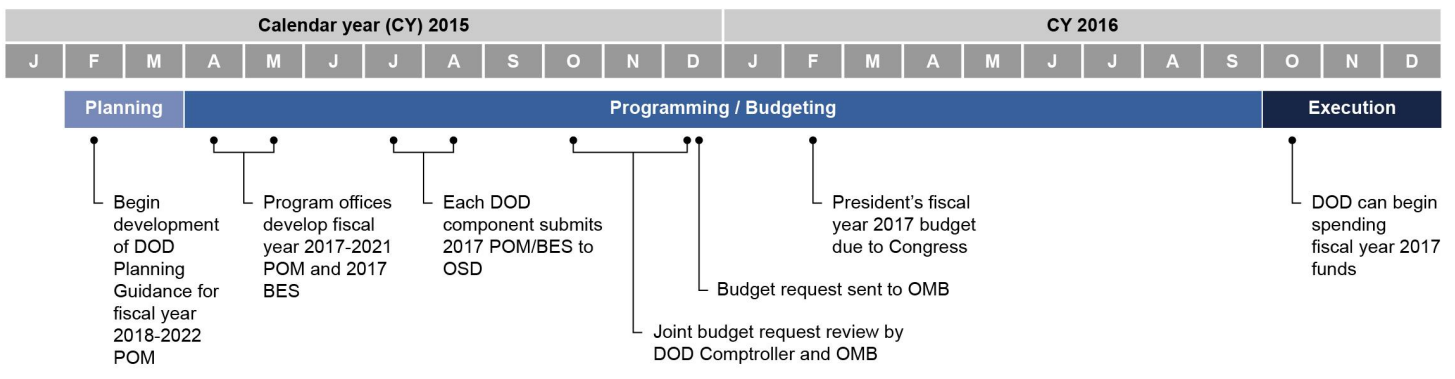 Calendar year (CY) 2015
CY 2016
J F M A M J J A S O N D J F M A M J J A S O N D
Planning
Programming / Budgeting
Execution
Begin
development
of DOD
Planning
Guidance for
fiscal year
2018-2022
POM
Program offices
develop fiscal
year 2017-2021
POM and 2017
BES
Each DOD
component submits
2017 POM/BES to
OSD
Joint budget request review by
DOD Comptroller and OMB
Budget request sent to OMB
President’s fiscal
year 2017 budget
due to Congress
DOD can begin
spending
fiscal year 2017
funds